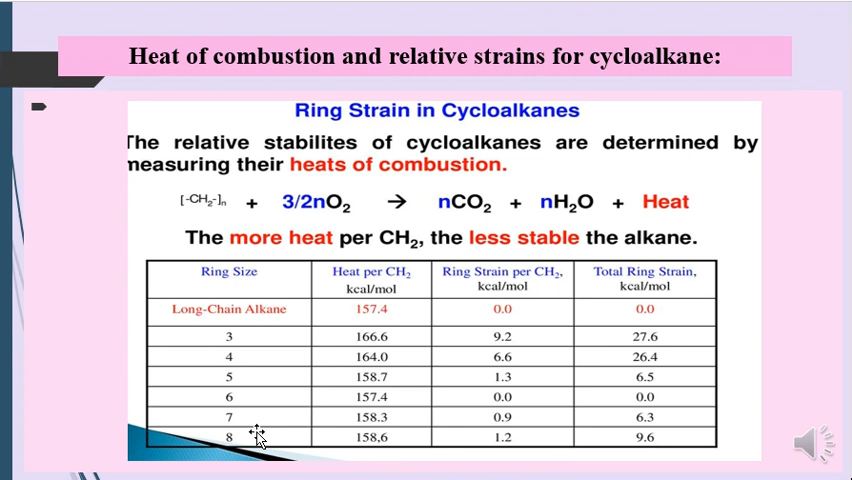 Heat of combustion and relative strains for cycloalkane:
Ring Strain in Cycloalkanes
The relative stabilites of cycloalkanes are determined by
measuring their heats of combustion.
[-CH₂-]ₙ + 3/2nO₂ → nCO₂ + nH₂O + Heat
The more heat per CH₂, the less stable the alkane.
Ring Size Heat per CH₂ kcal/mol Ring Strain per CH₂, kcal/mol Total Ring Strain, kcal/mol
Long-Chain Alkane 157.4 0.0 0.0
3 166.6 9.2 27.6
4 164.0 6.6 26.4
5 158.7 1.3 6.5
6 157.4 0.0 0.0
7 158.3 0.9 6.3
8 158,6 1.2 9.6